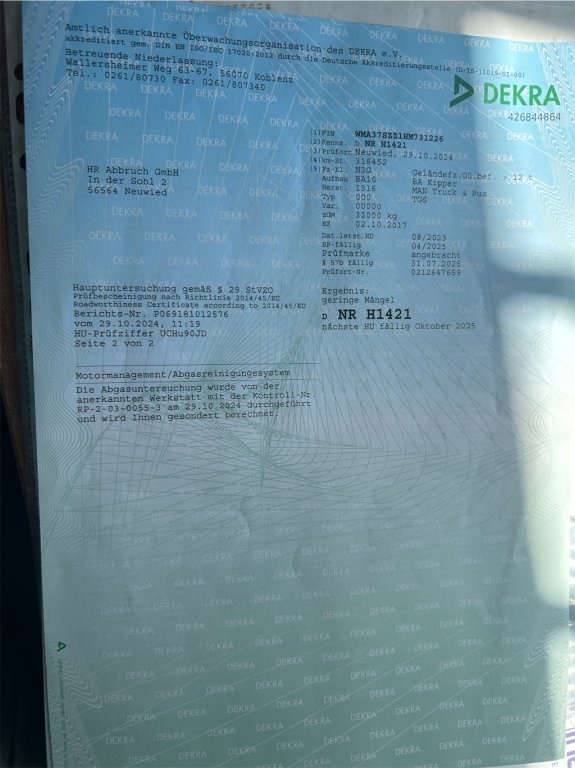 Amtlich anerkannte Überwachungsorganisation des DEKRA e.V.
akkreditiert gem. DIN EN ISO/IEC 17020:2012 durch die Deutsche Akkreditierungsstelle (D-IS-11019-01-00)
Betreuende Niederlassung:
Wallersheimer Weg 63-67, 56070 Koblenz
Tel.: 0261/80730 Fax: 0261/807340
DEKRA
426844864
HR Abbruch GmbH
In der Sohl 2
56564 Neuwied
(1) FIN WMA37SZZ1HM731226
(2) Kennz. D NR H1421
(3) Prüfort Neuwied, 29.10.2024
(4) km-St. 316452
(5) Fz-Kl. N3G Geländefz.Gü.bef. > 12 t
Aufbau BA10 BA Kipper
Herst. 1516 MAN Truck & Bus
Typ 000 TGS
Var. 00000
zGM 32000 kg
EZ 02.10.2017
Dat.letzt.HU 08/2023
SP-fällig 04/2025
Prüfmarke angebracht
§ 57b fällig 31.07.2025
Prüfort-Nr. 0212647659
Hauptuntersuchung gemäß § 29 StVZO
Prüfbescheinigung nach Richtlinie 2014/45/EU
Roadworthiness Certificate according to 2014/45/EU
Berichts-Nr. P069181012576
vom 29.10.2024, 11:19
HU-Prüfziffer UCHu90JD
Seite 2 von 2
Ergebnis:
geringe Mängel
D NR H1421
nächste HU fällig Oktober 2025
Motormanagement/Abgasreinigungssystem
Die Abgasuntersuchung wurde von der
anerkannten Werkstatt mit der Kontroll-Nr.
RP-2-03-0055-3 am 29.10.2024 durchgeführt
und wird Ihnen gesondert berechnet.